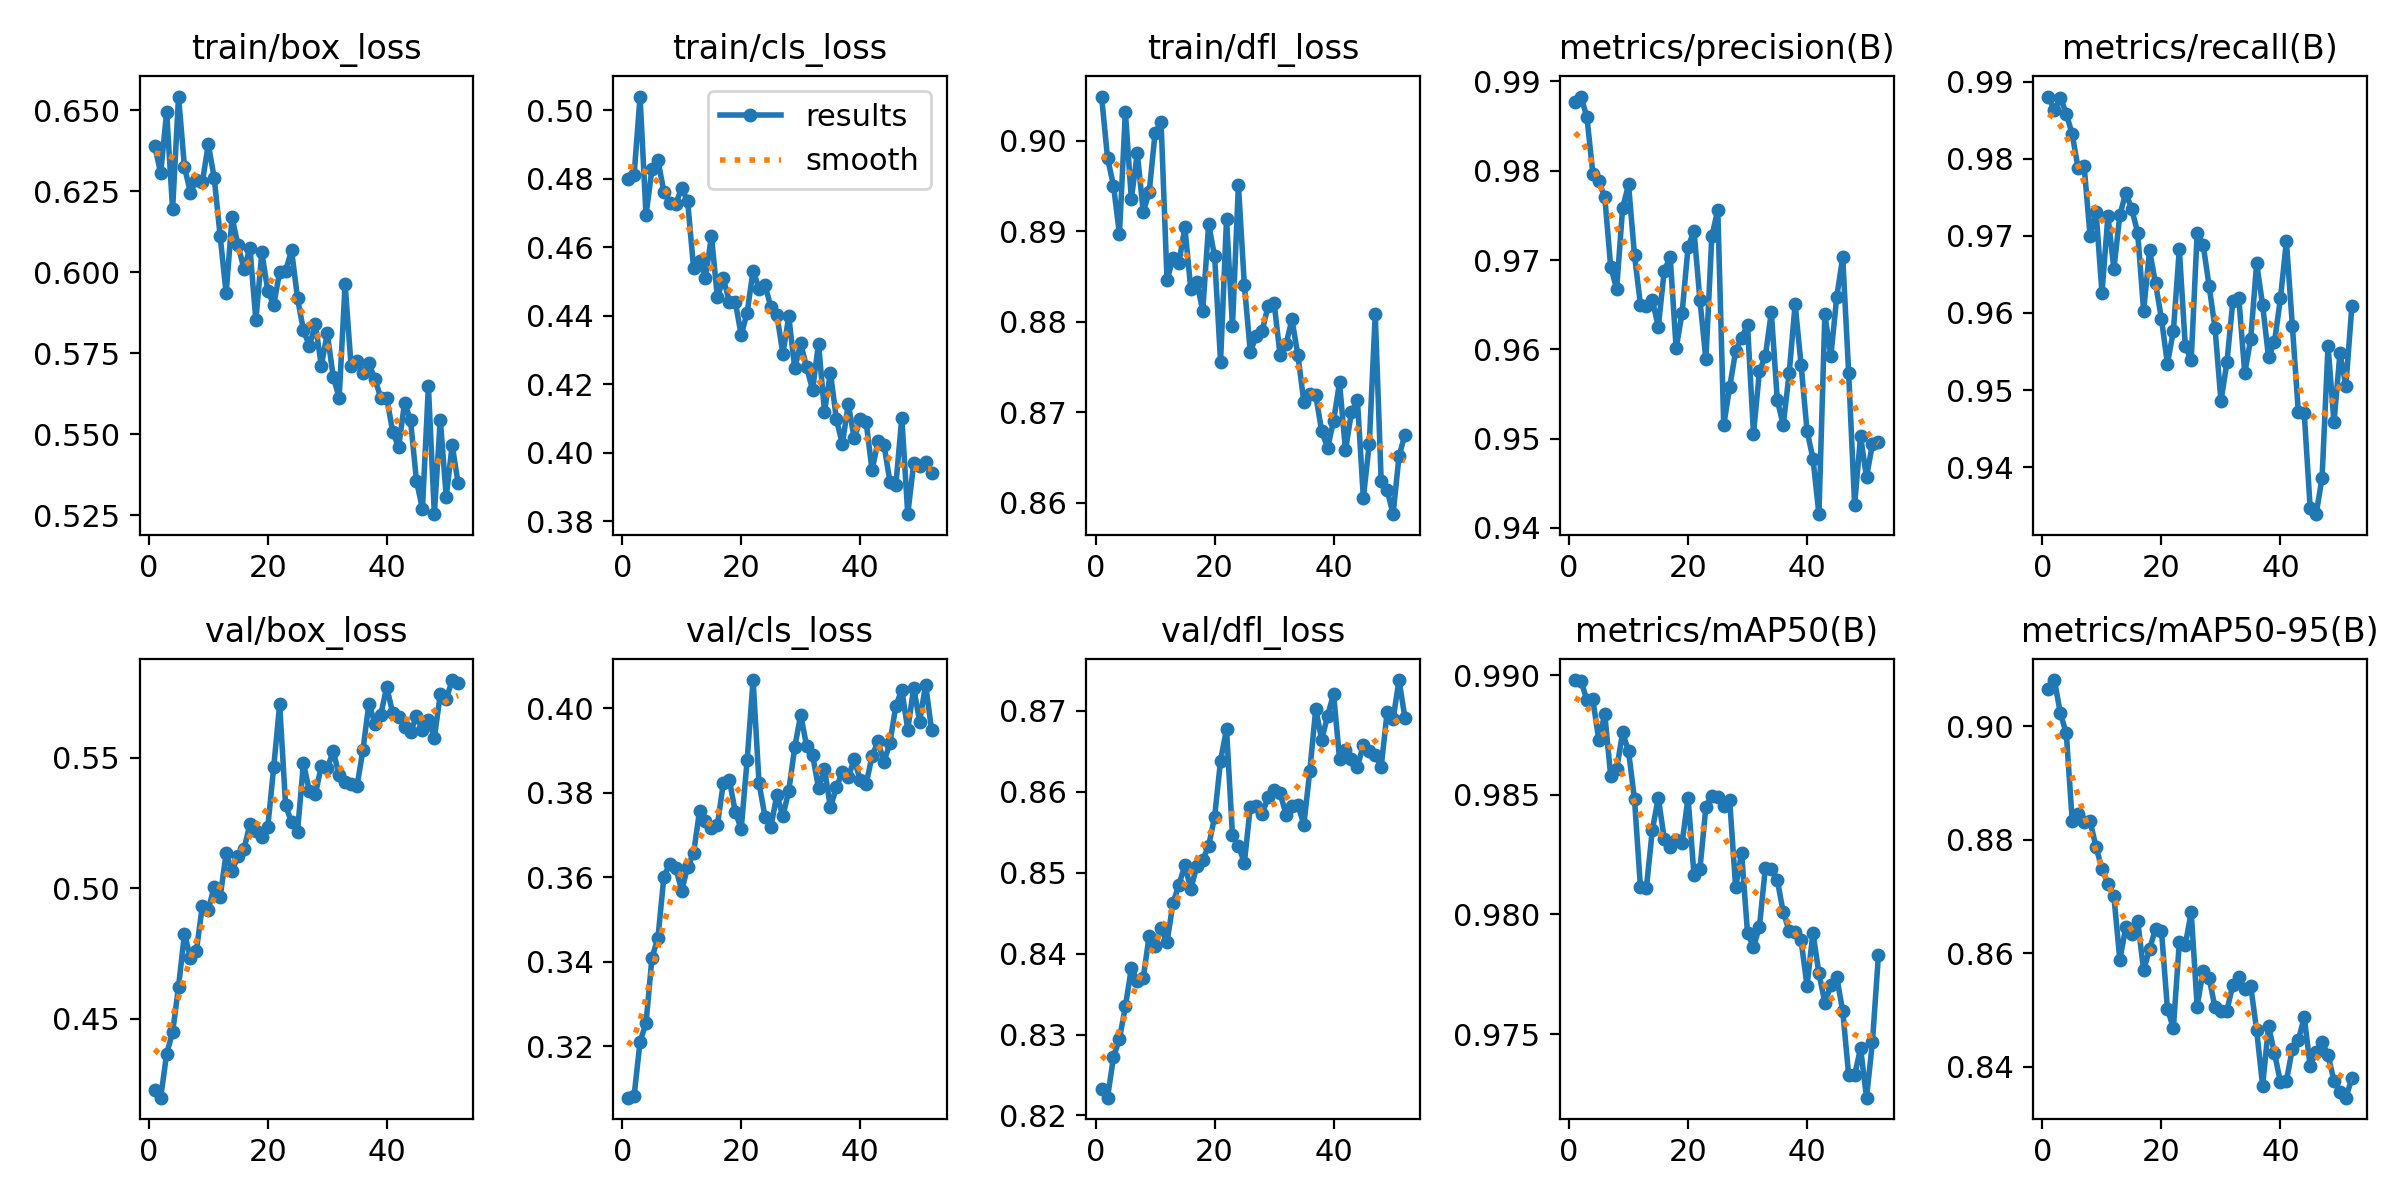 train/box_loss
0.650
0.625
0.600
0.575
0.550
0.525
0 20 40
train/cls_loss
results
smooth
0.50
0.48
0.46
0.44
0.42
0.40
0.38
0 20 40
train/dfl_loss
0.90
0.89
0.88
0.87
0.86
0 20 40
metrics/precision(B)
0.99
0.98
0.97
0.96
0.95
0.94
0 20 40
metrics/recall(B)
0.99
0.98
0.97
0.96
0.95
0.94
0 20 40
val/box_loss
0.55
0.50
0.45
0 20 40
val/cls_loss
0.40
0.38
0.36
0.34
0.32
0 20 40
val/dfl_loss
0.87
0.86
0.85
0.84
0.83
0.82
0 20 40
metrics/mAP50(B)
0.990
0.985
0.980
0.975
0 20 40
metrics/mAP50-95(B)
0.90
0.88
0.86
0.84
0 20 40